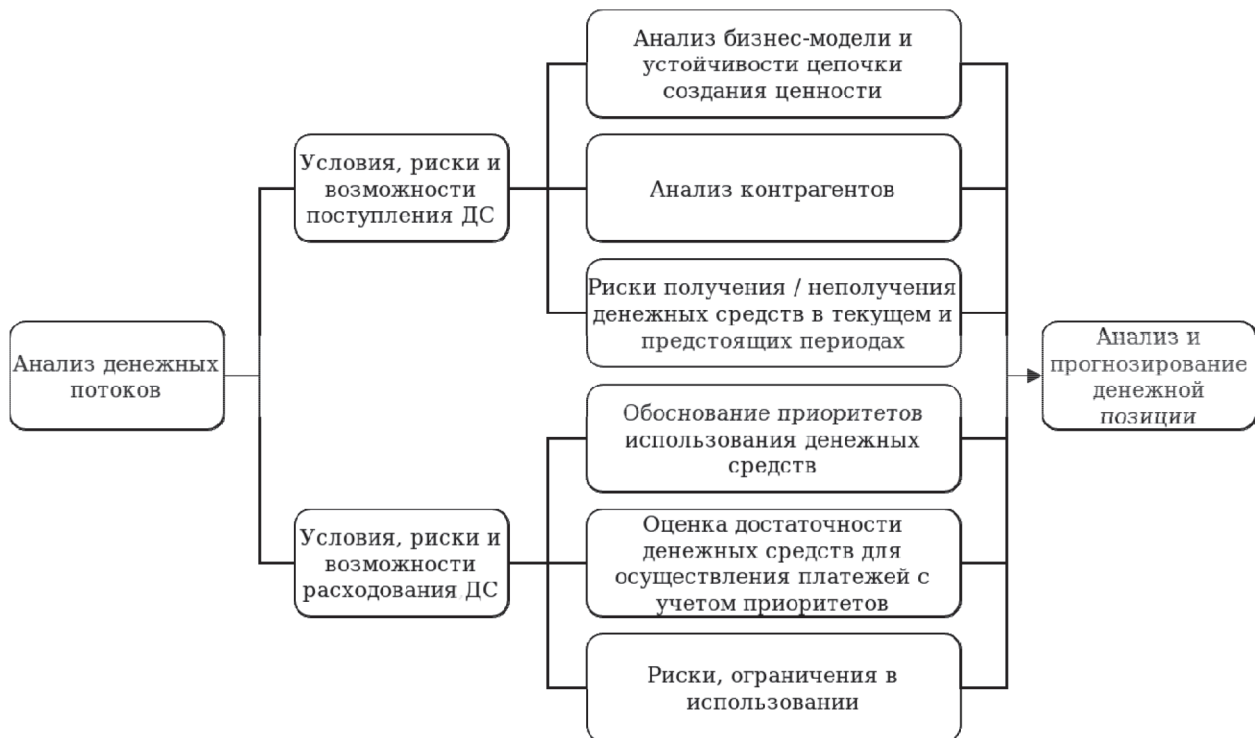 Анализ денежных
потоков
Условия, риски и
возможности
поступления ДС
Анализ бизнес-модели и
устойчивости цепочки
создания ценности
Анализ контрагентов
Риски получения / неполучения
денежных средств в текущем и
предстоящих периодах
Условия, риски и
возможности
расходования ДС
Обоснование приоритетов
использования денежных
средств
Оценка достаточности
денежных средств для
осуществления платежей с
учетом приоритетов
Риски, ограничения в
использовании
Анализ и
прогнозирование
денежной
позиции